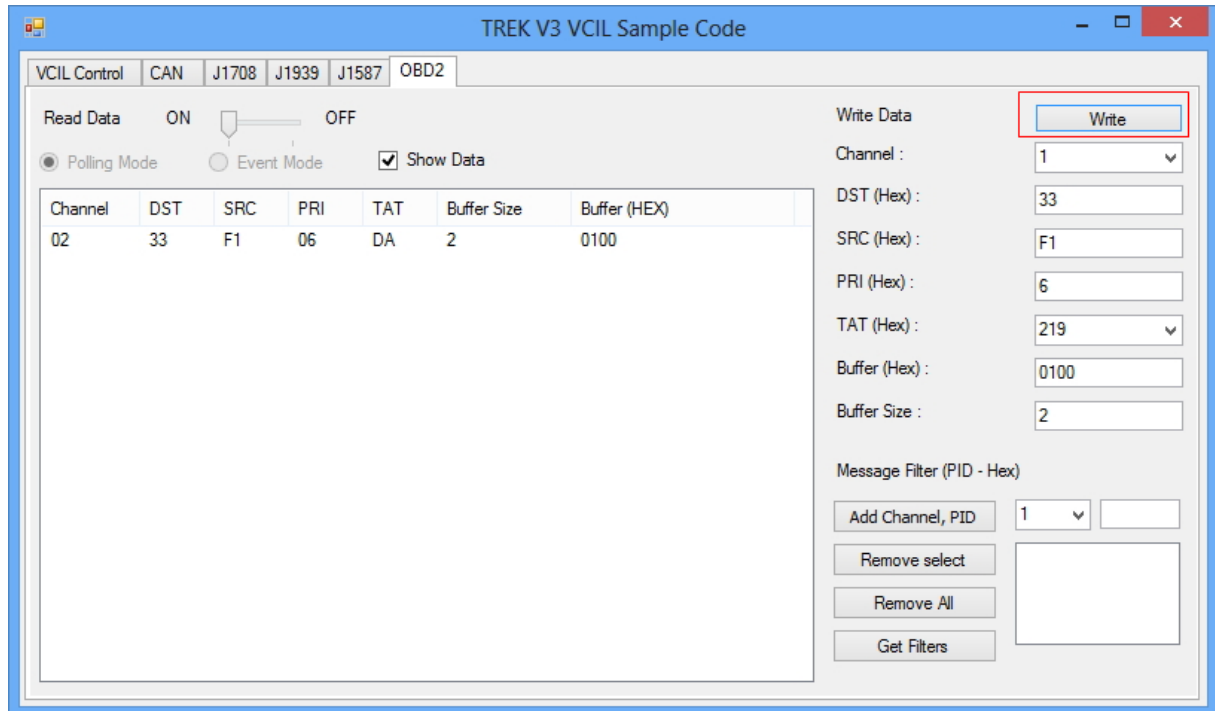 TREK V3 VCIL Sample Code
VCIL Control CAN J1708 J1939 J1587 OBD2
Read Data ON OFF
Polling Mode Event Mode Show Data
Channel DST SRC PRI TAT Buffer Size Buffer (HEX)
02 33 F1 06 DA 2 0100
Write Data Write
Channel : 1
DST (Hex) : 33
SRC (Hex) : F1
PRI (Hex) : 6
TAT (Hex) : 219
Buffer (Hex) : 0100
Buffer Size : 2
Message Filter (PID - Hex)
Add Channel, PID 1
Remove select
Remove All
Get Filters